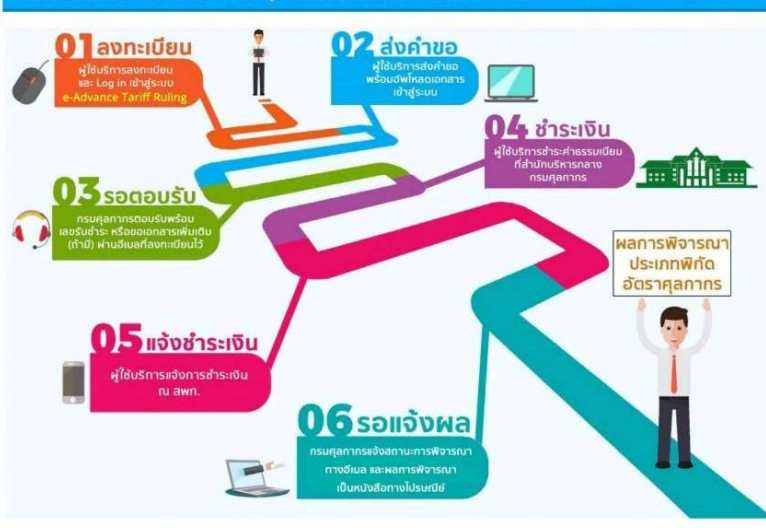 01 ลงทะเบียน
ผู้ใช้บริการลงทะเบียน
และ Log in เข้าสู่ระบบ
e-Advance Tariff Ruling
02 ส่งคำขอ
ผู้ใช้บริการส่งคำขอ
พร้อมอัพโหลดเอกสาร
เข้าสู่ระบบ
03 รอตอบรับ
กรมศุลกากรตอบรับพร้อม
เลขรับชำระ หรือขอเอกสารเพิ่มเติม
(ถ้ามี) ผ่านอีเมลที่ลงทะเบียนไว้
04 ชำระเงิน
ผู้ใช้บริการชำระค่าธรรมเนียม
ที่สำนักบริหารกลาง
กรมศุลกากร
05 แจ้งชำระเงิน
ผู้ใช้บริการแจ้งการชำระเงิน
ณ สพก.
06 รอแจ้งผล
กรมศุลกากรแจ้งสถานะการพิจารณา
ทางอีเมล และผลการพิจารณา
เป็นหนังสือทางไปรษณีย์
ผลการพิจารณา
ประเภทพิกัด
อัตราศุลกากร